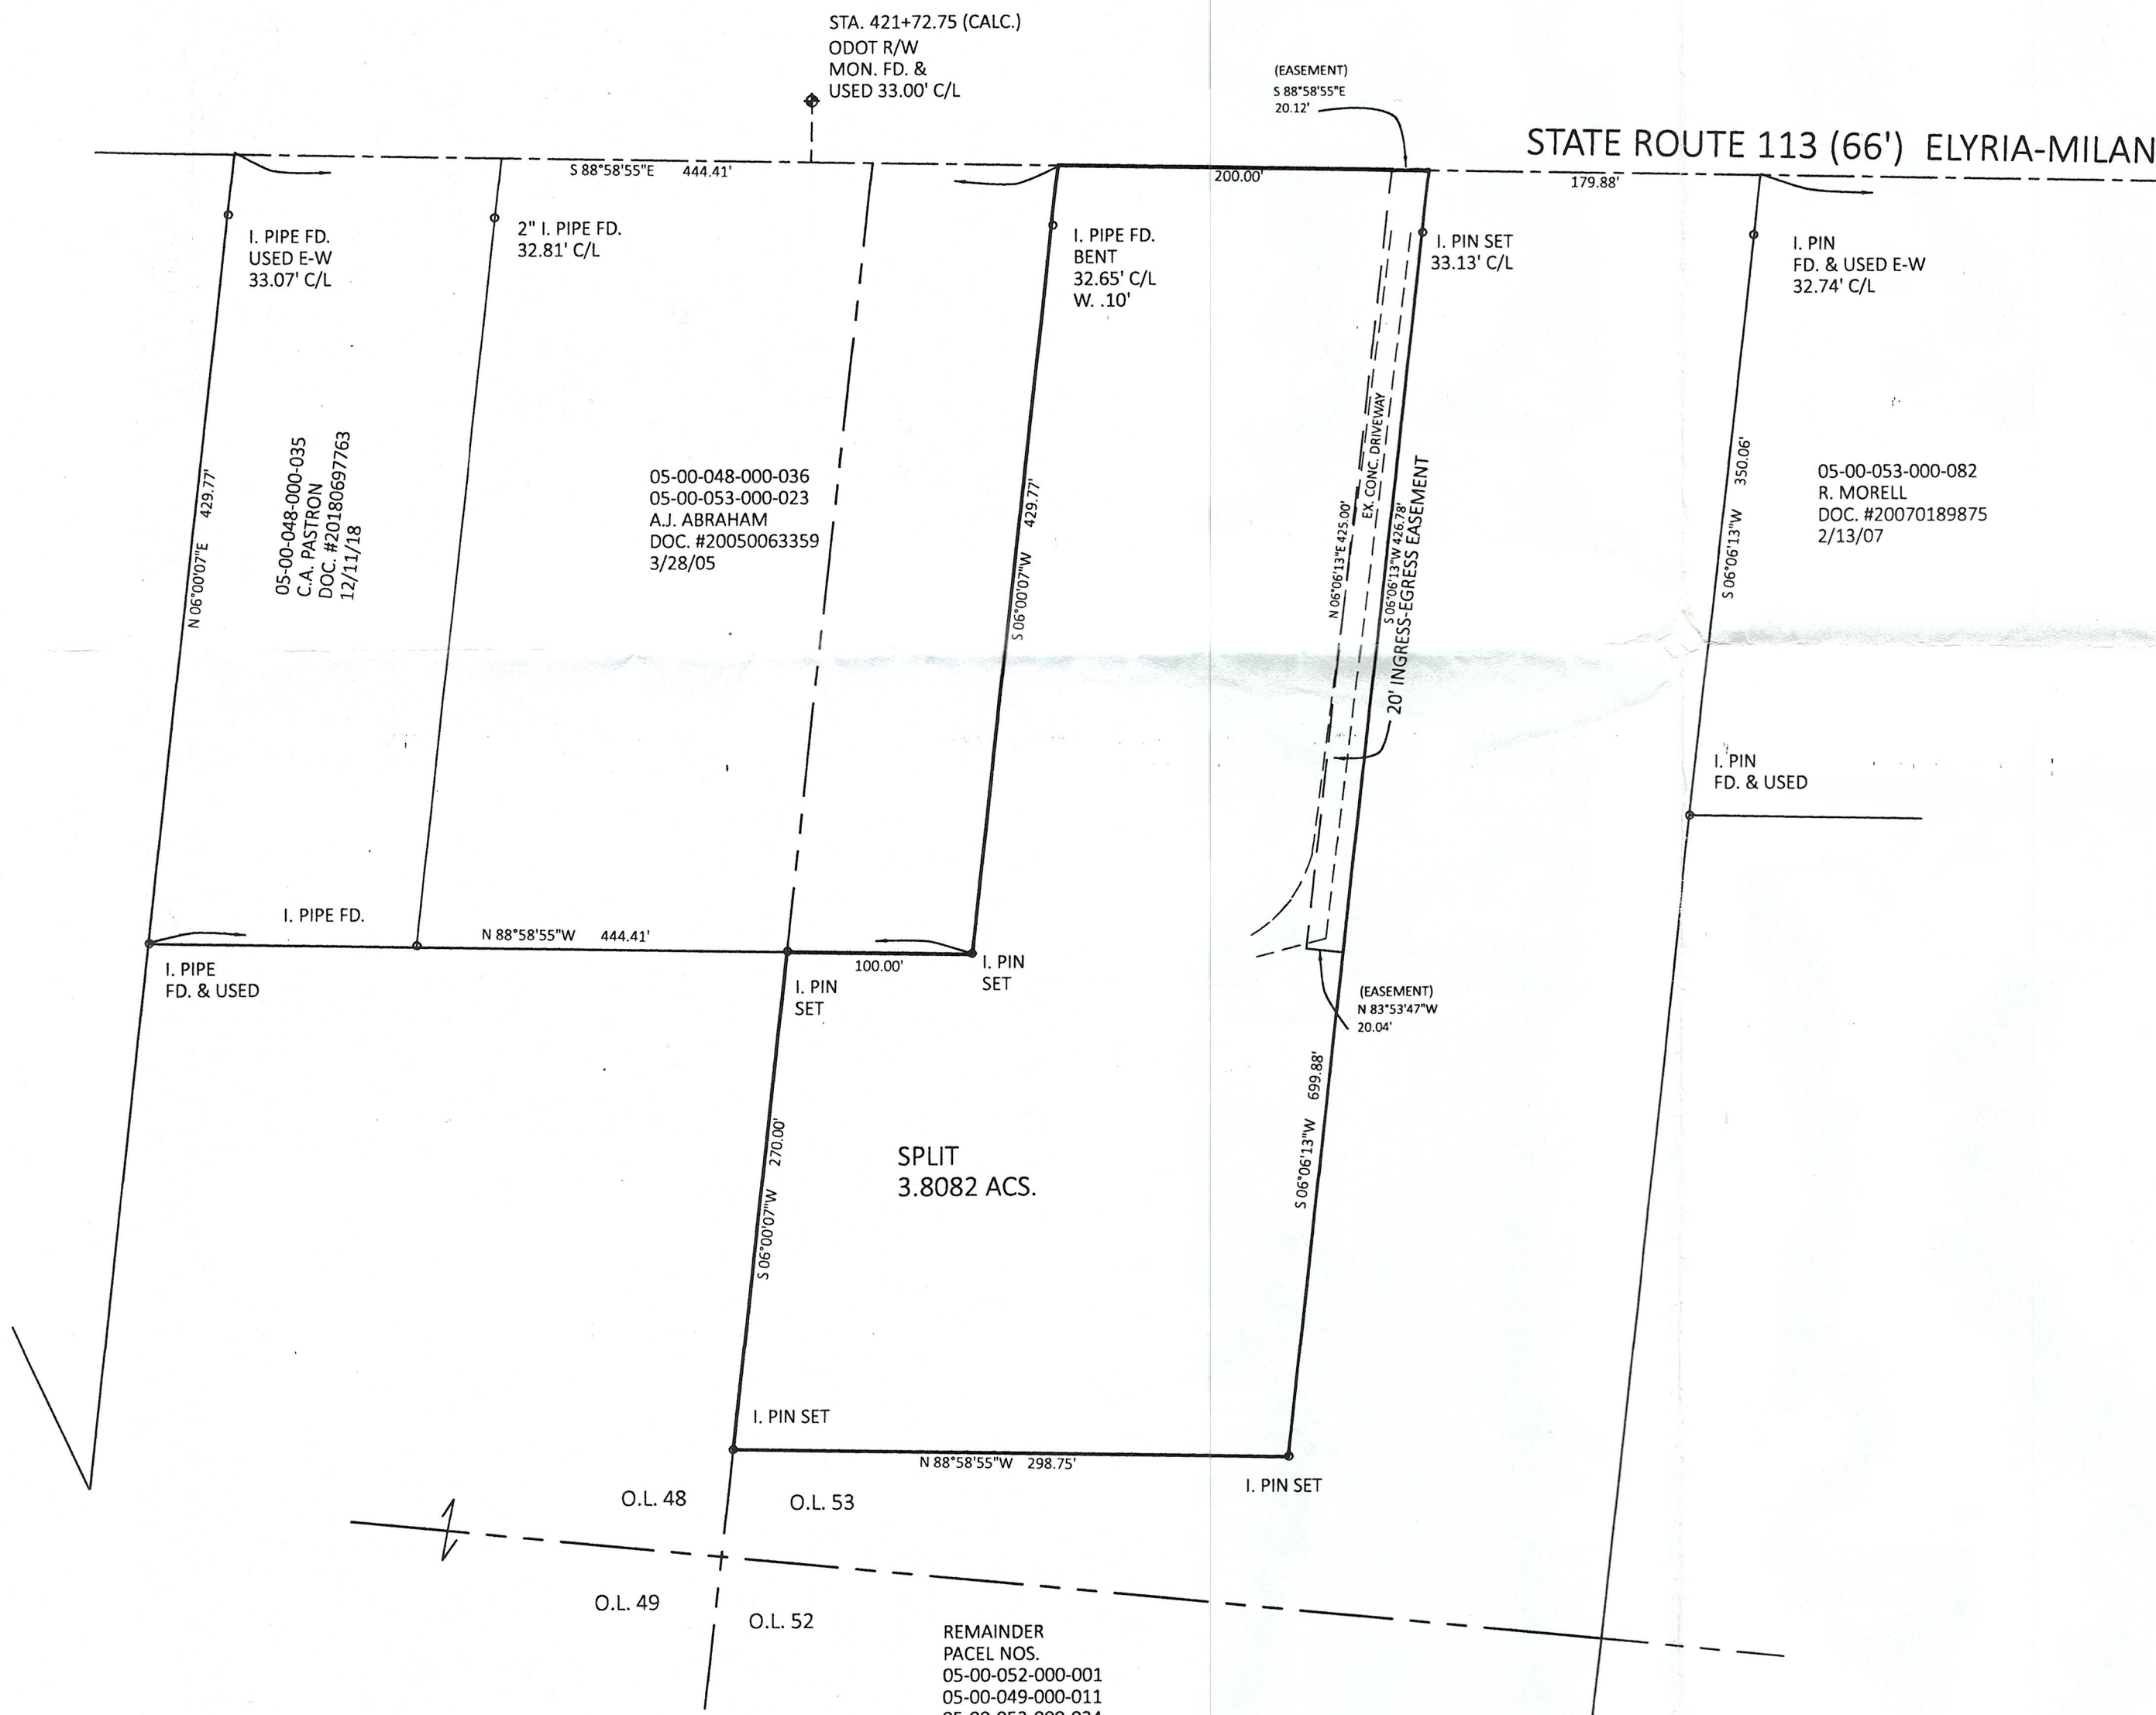 STA. 421+72.75 (CALC.)
ODOT R/W
MON. FD. &
USED 33.00' C/L
(EASEMENT)
S 88°58'55"E
20.12'
STATE ROUTE 113 (66') ELYRIA-MILAN
S 88°58'55"E 444.41'
200.00'
179.88'
I. PIPE FD.
USED E-W
33.07' C/L
2" I. PIPE FD.
32.81' C/L
I. PIPE FD.
BENT
32.65' C/L
W. .10'
I. PIN SET
33.13' C/L
I. PIN
FD. & USED E-W
32.74' C/L
N 06°00'07"E 429.77'
05-00-048-000-035
C.A. PASTRON
DOC. #20180697763
12/11/18
05-00-048-000-036
05-00-053-000-023
A.J. ABRAHAM
DOC. #20050063359
3/28/05
S 06°00'07"W 429.77'
N 06°06'13"E 425.00'
EX. CONC. DRIVEWAY
S 06°06'13"W 426.78'
20' INGRESS-EGRESS EASEMENT
S 06°06'13"W 350.06'
05-00-053-000-082
R. MORELL
DOC. #20070189875
2/13/07
I. PIN
FD. & USED
I. PIPE FD.
N 88°58'55"W 444.41'
100.00'
I. PIPE
FD. & USED
I. PIN
SET
I. PIN
SET
(EASEMENT)
N 83°53'47"W
20.04'
S 06°00'07"W 270.00'
SPLIT
3.8082 ACS.
S 06°06'13"W 699.88'
I. PIN SET
N 88°58'55"W 298.75'
I. PIN SET
O.L. 48
O.L. 53
O.L. 49
O.L. 52
REMAINDER
PACEL NOS.
05-00-052-000-001
05-00-049-000-011